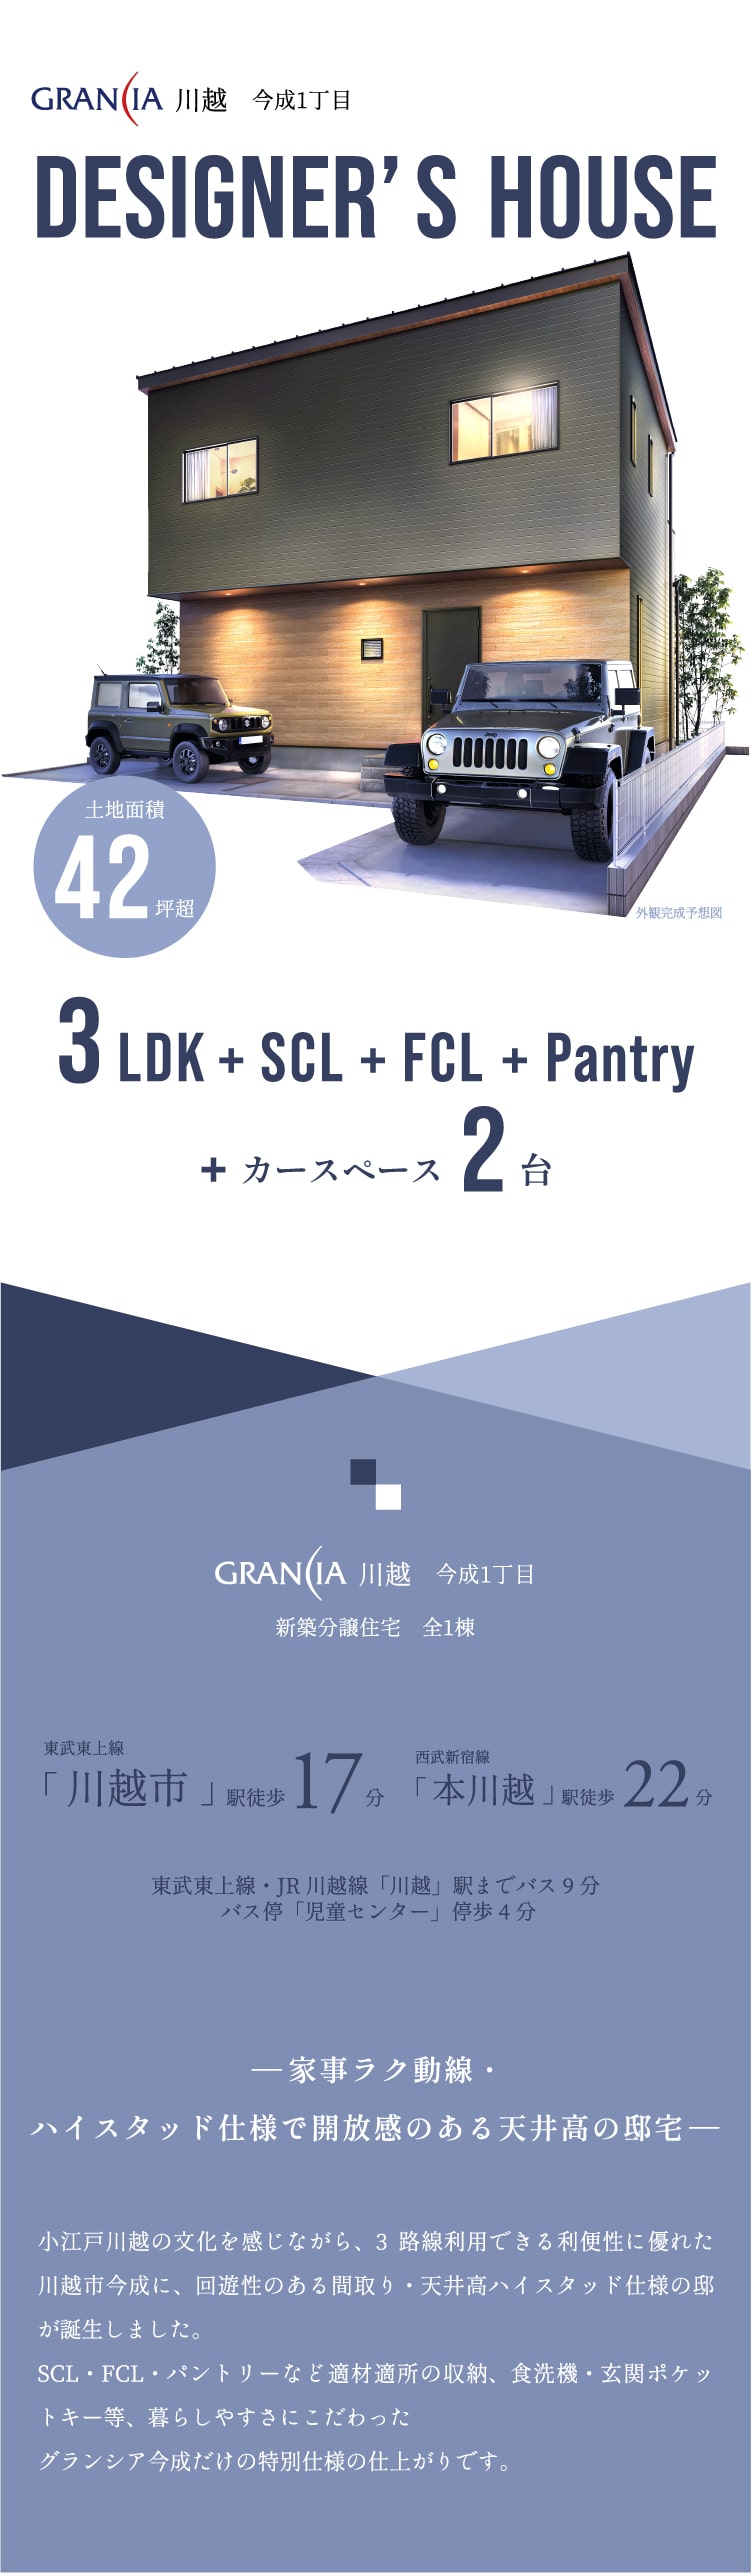 GRANCIA 川越 今成1丁目
DESIGNER'S HOUSE
Jeep
土地面積
42坪超
外観完成予想図
3LDK + SCL + FCL + Pantry
+ カースペース 2台
GRANCIA 川越 今成1丁目
新築分譲住宅 全1棟
東武東上線
「川越市」駅徒歩17分
西武新宿線
「本川越」駅徒歩22分
東武東上線・JR川越線「川越」駅までバス9分
バス停「児童センター」停歩4分
―家事ラク動線・
ハイスタッド仕様で開放感のある天井高の邸宅―
小江戸川越の文化を感じながら、3 路線利用できる利便性に優れた
川越市今成に、回遊性のある間取り・天井高ハイスタッド仕様の邸
が誕生しました。
SCL・FCL・パントリーなど適材適所の収納、食洗機・玄関ポケッ
トキー等、暮らしやすさにこだわった
グランシア今成だけの特別仕様の仕上がりです。